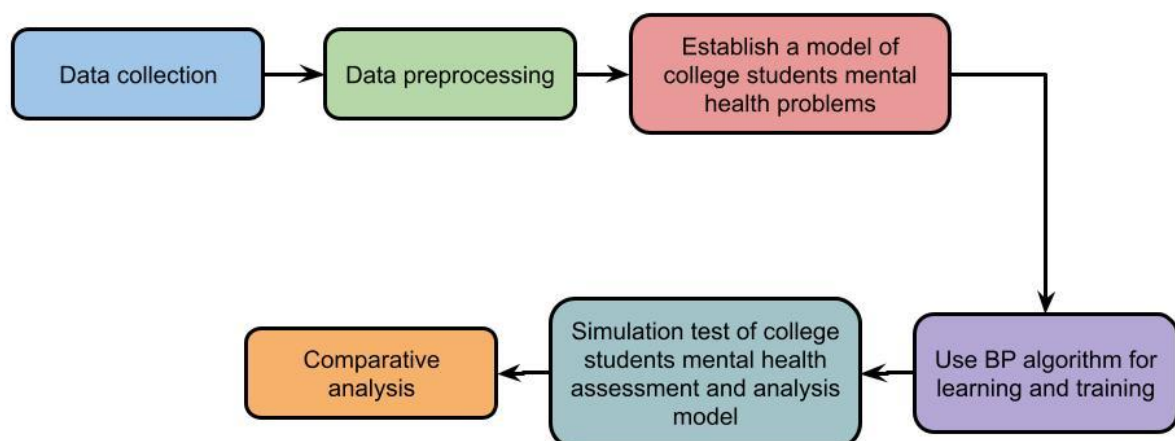 Data collection
Data preprocessing
Establish a model of
college students mental
health problems
Use BP algorithm for
learning and training
Simulation test of college
students mental health
assessment and analysis
model
Comparative
analysis